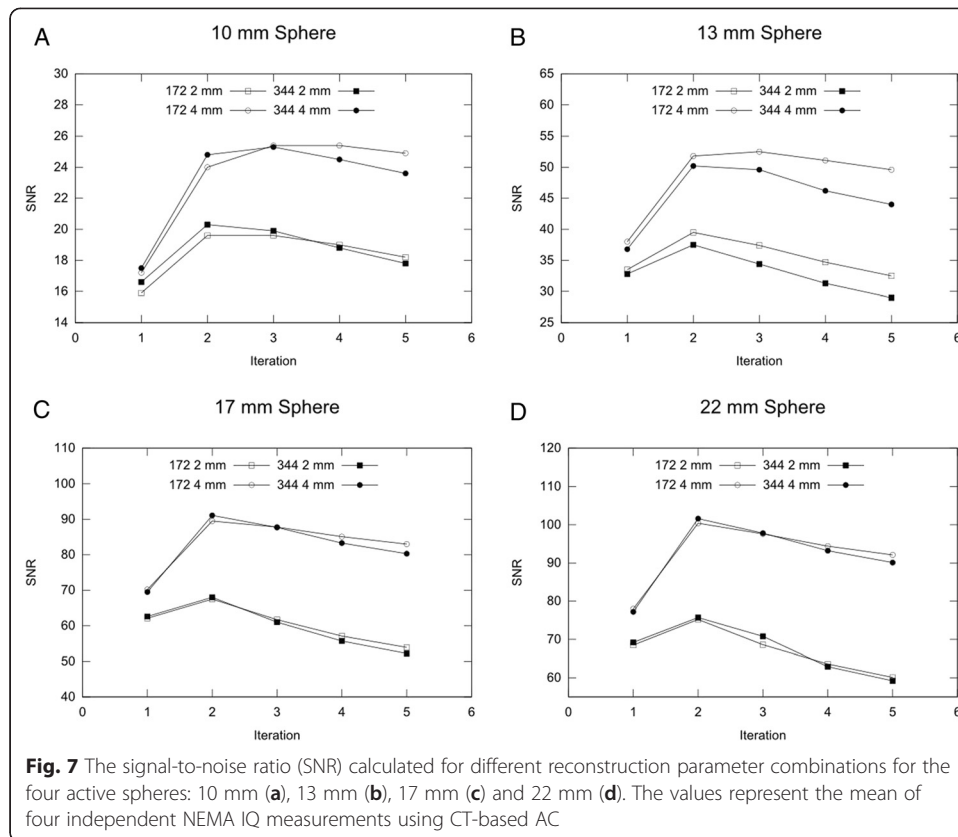 A
10 mm Sphere
30
28
26
24
22
20
18
16
14
SNR
172 2 mm
344 2 mm
172 4 mm
344 4 mm
0 1 2 3 4 5 6
Iteration
B
13 mm Sphere
65
60
55
50
45
40
35
30
25
SNR
172 2 mm
344 2 mm
172 4 mm
344 4 mm
0 1 2 3 4 5 6
Iteration
C
17 mm Sphere
110
100
90
80
70
60
50
40
SNR
172 2 mm
344 2 mm
172 4 mm
344 4 mm
0 1 2 3 4 5 6
Iteration
D
22 mm Sphere
120
110
100
90
80
70
60
SNR
172 2 mm
344 2 mm
172 4 mm
344 4 mm
0 1 2 3 4 5 6
Iteration
Fig. 7 The signal-to-noise ratio (SNR) calculated for different reconstruction parameter combinations for the
four active spheres: 10 mm (a), 13 mm (b), 17 mm (c) and 22 mm (d). The values represent the mean of
four independent NEMA IQ measurements using CT-based AC